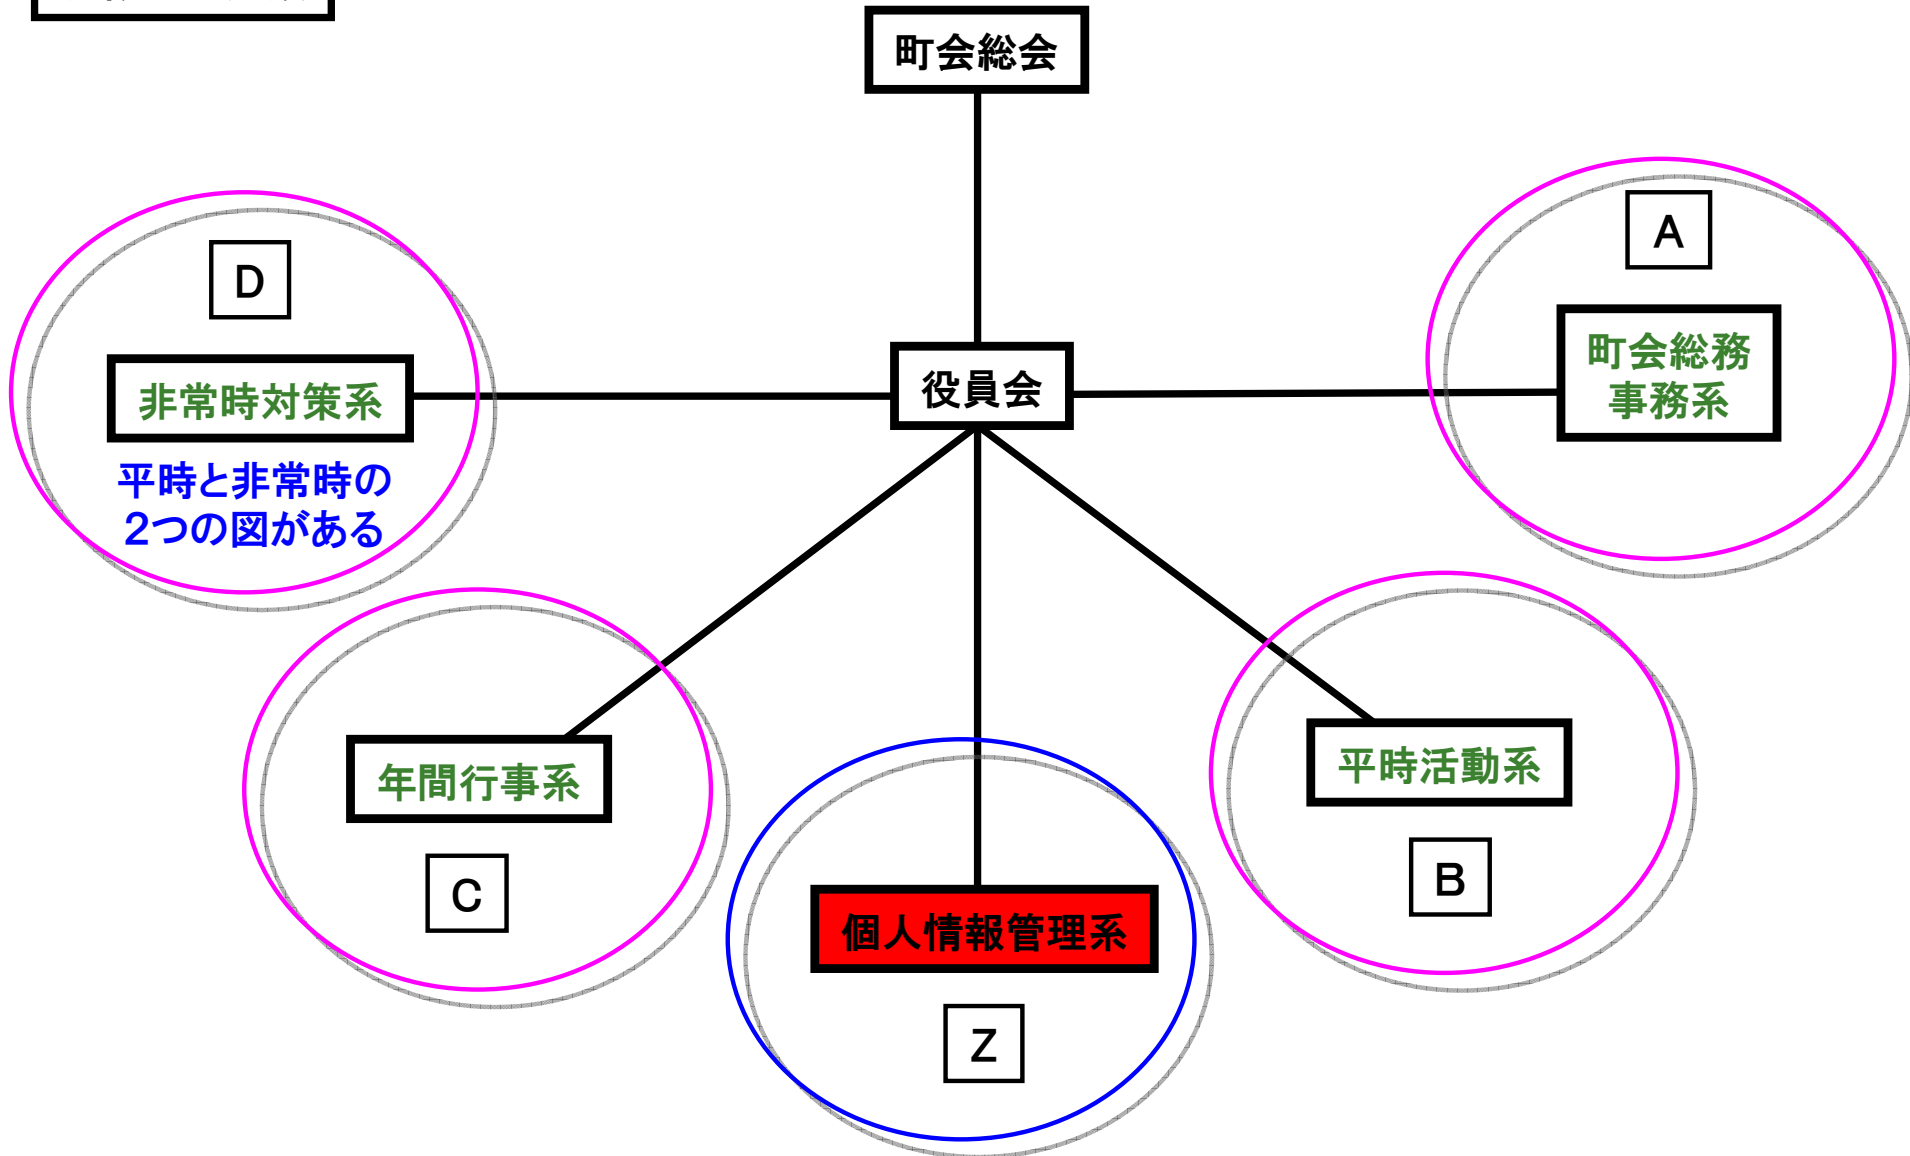 町会総会
A
D
町会総務
事務系
役員会
非常時対策系
平時と非常時の
2つの図がある
平時活動系
年間行事系
B
C
個人情報管理系
Z